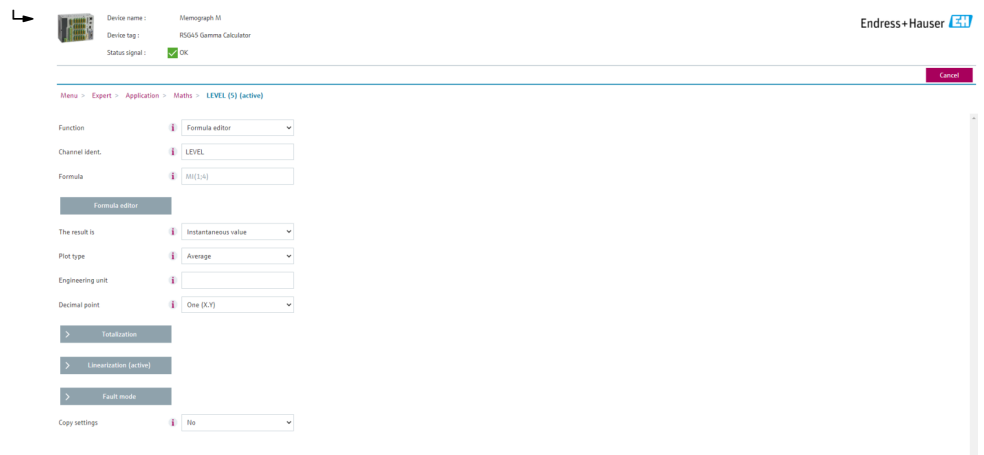 Device name : Memograph M
Endress+Hauser EH
Device tag : RSG45 Gamma Calculator
Status signal : OK
Cancel
Menu > Expert > Application > Maths > LEVEL (5) (active)
Function i Formula editor
Channel ident. i LEVEL
Formula i MI(1;4)
Formula editor
The result is i Instantaneous value
Plot type i Average
Engineering unit i
Decimal point i One (X.Y)
> Totalization
> Linearization (active)
> Fault mode
Copy settings i No